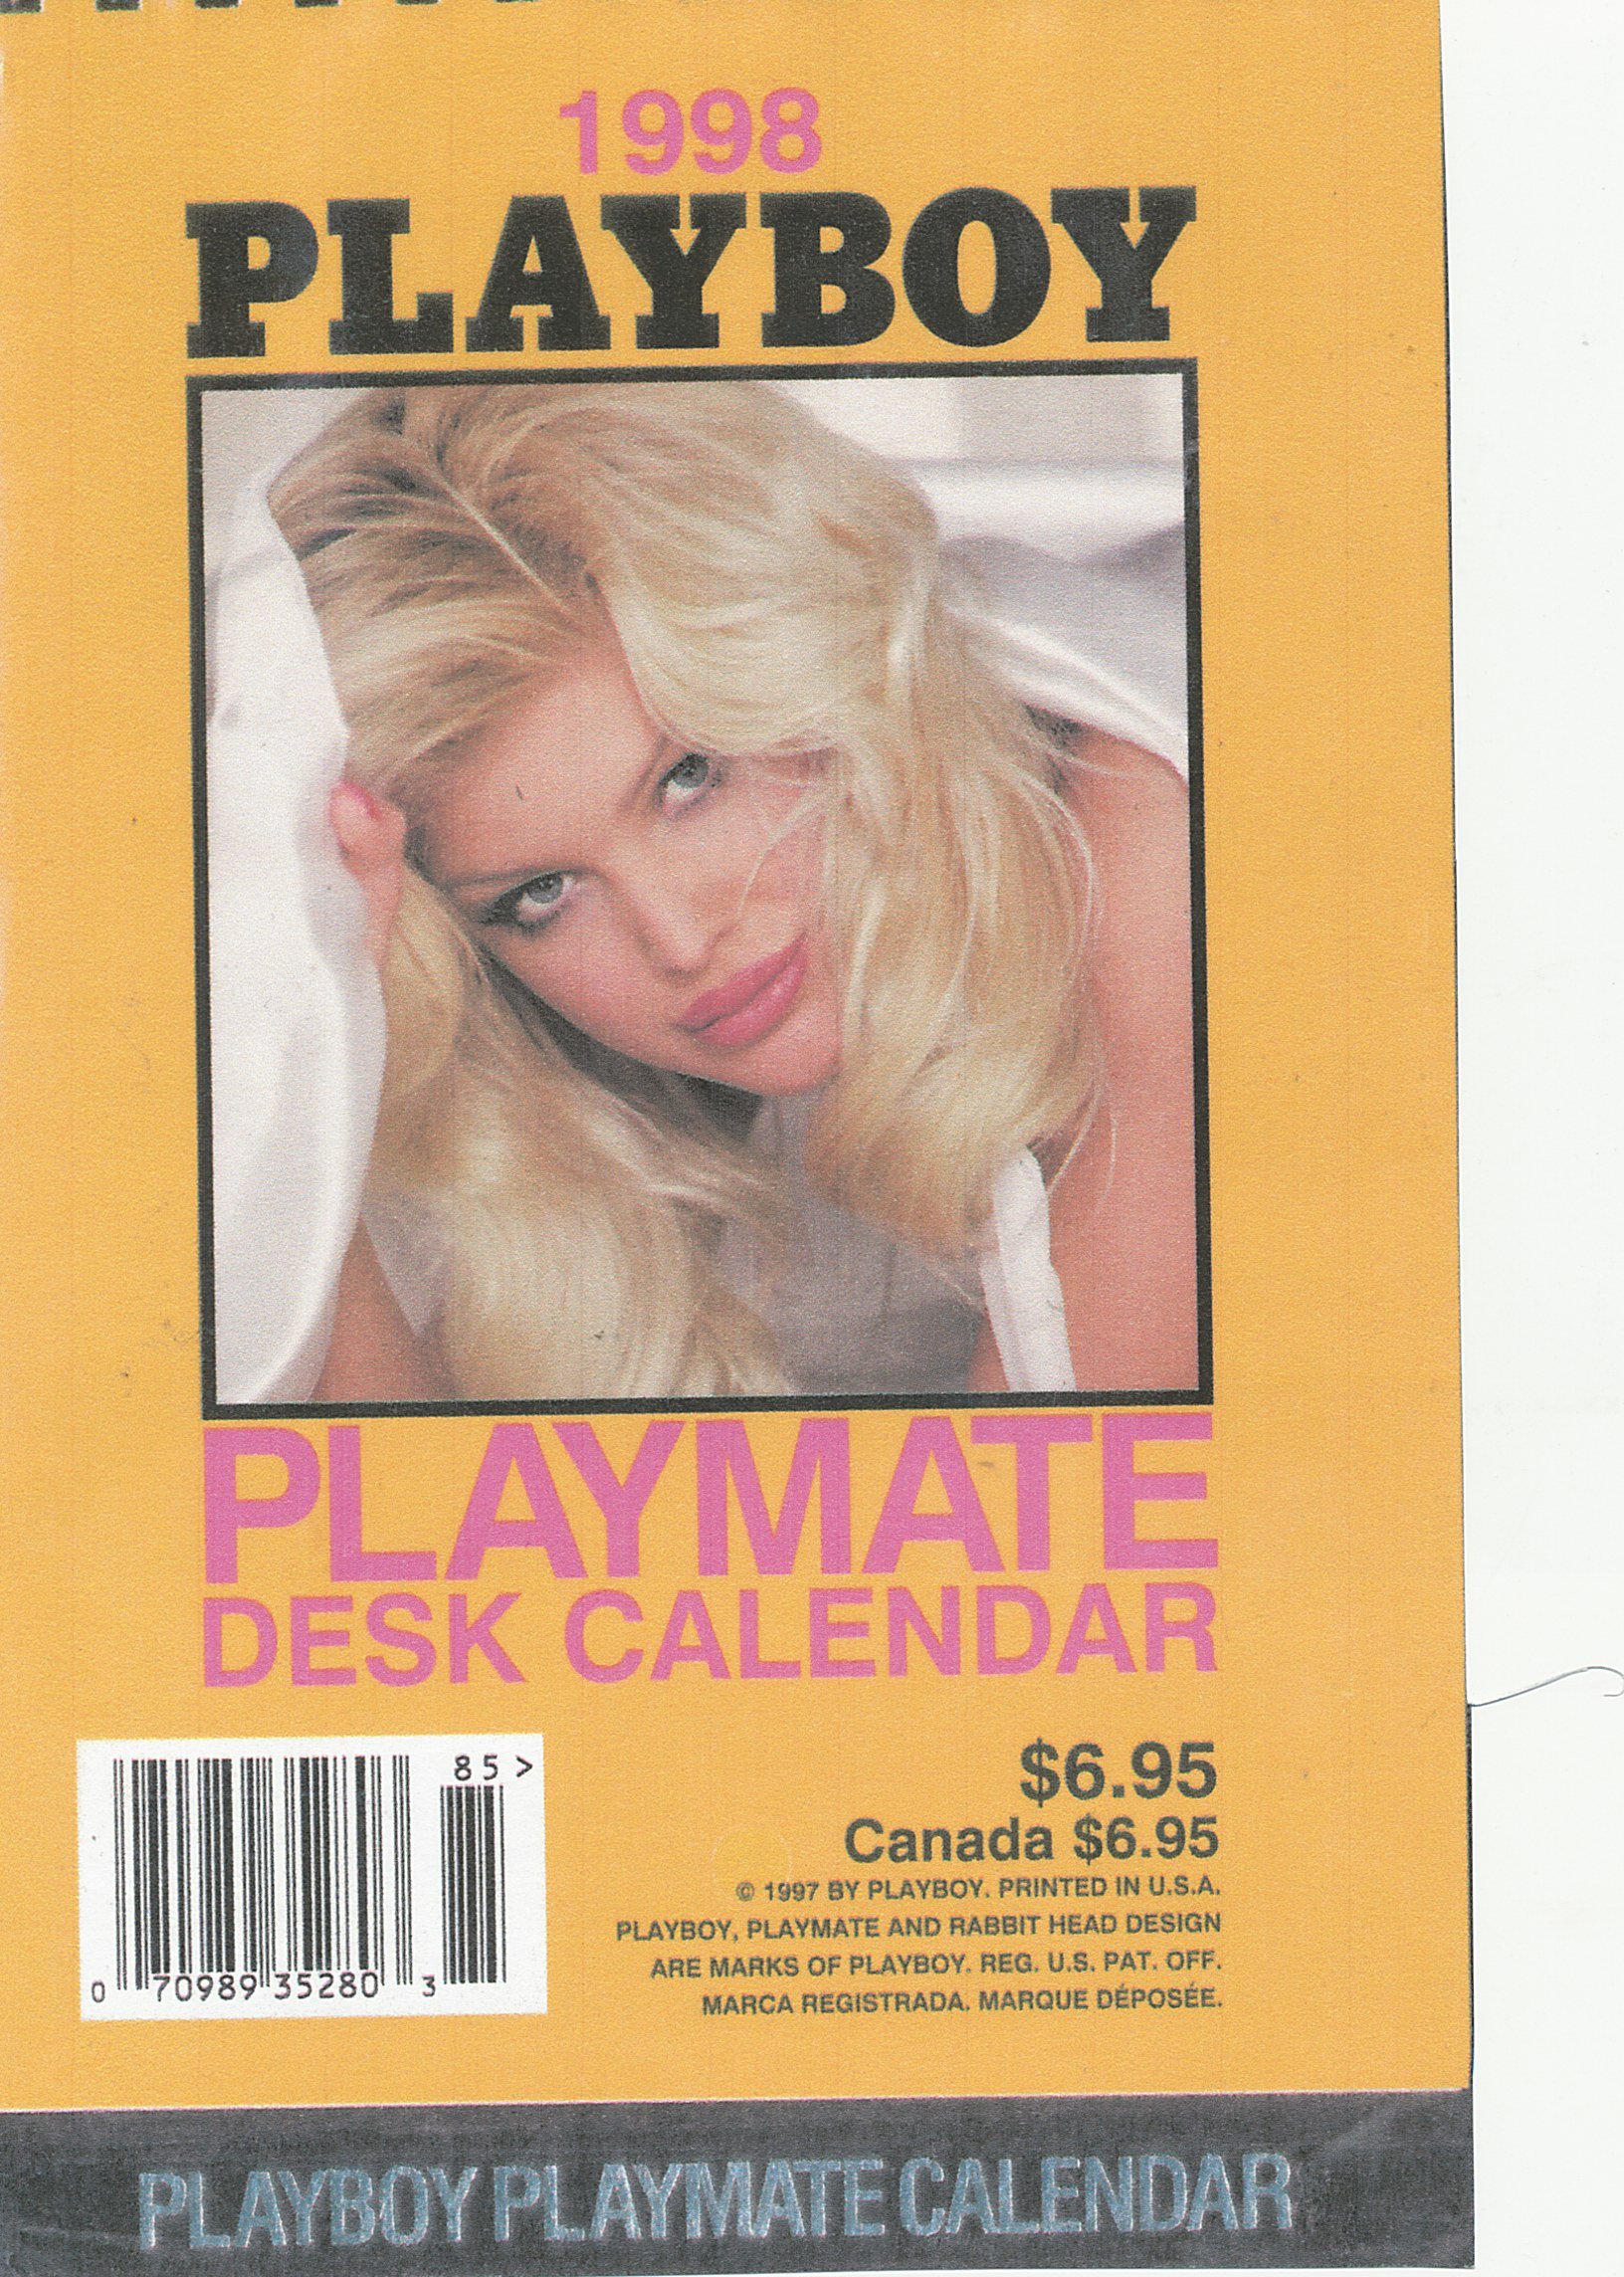 1998
PLAYBOY
PLAYMATE
DESK CALENDAR
85>
0 70989 35280 3
$6.95
Canada $6.95
© 1997 BY PLAYBOY. PRINTED IN U.S.A.
PLAYBOY, PLAYMATE AND RABBIT HEAD DESIGN
ARE MARKS OF PLAYBOY. REG. U.S. PAT. OFF.
MARCA REGISTRADA. MARQUE DÉPOSÉE.
PLAYBOY PLAYMATE CALENDAR